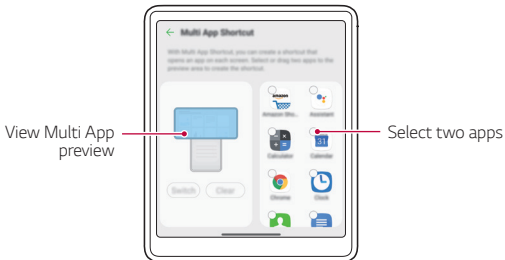 Multi App Shortcut
With Multi App Shortcut, you can create a shortcut that
opens an app on each screen. Select or drag two apps to the
preview area to create the shortcut.
View Multi App
preview
Select two apps
amazon
Amazon Sho...
Assistant
31
Calculator
Calendar
Chrome
Clock
Switch
Clear